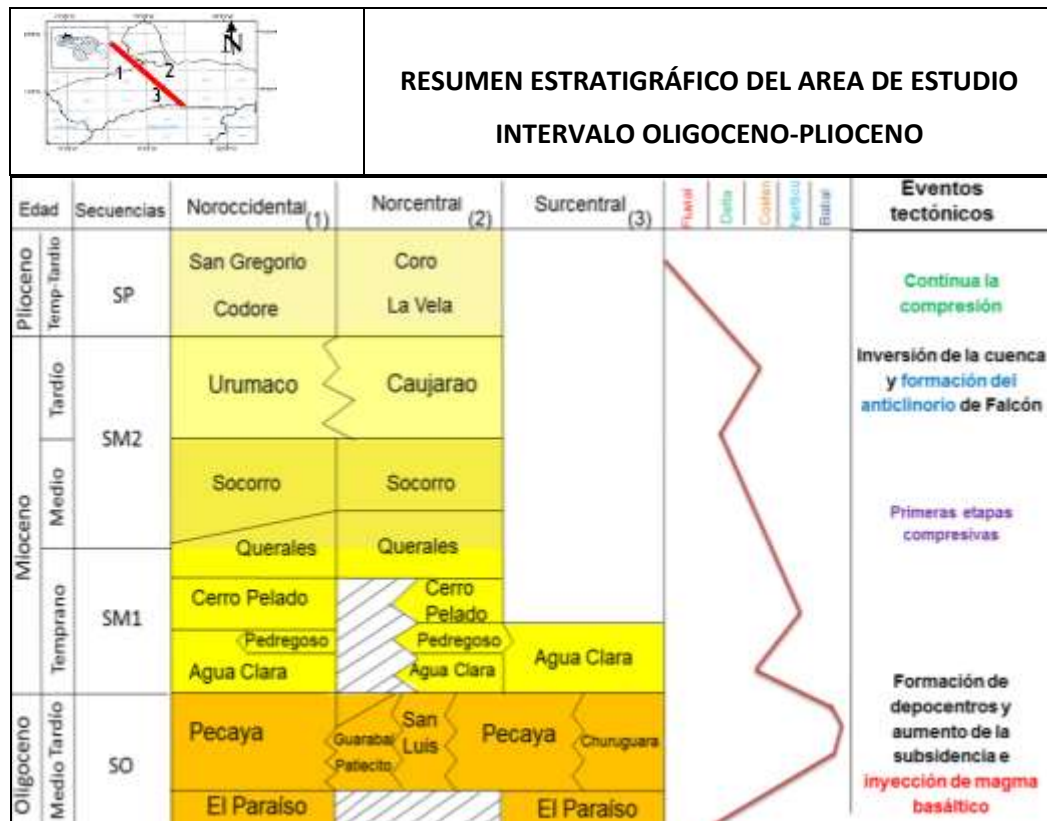 1
2
3
N
RESUMEN ESTRATIGRÁFICO DEL AREA DE ESTUDIO
INTERVALO OLIGOCENO-PLIOCENO
Edad
Secuencias
Noroccidental (1)
Norcentral (2)
Surcentral (3)
Fluvial
Delta
Batial
Eventos
tectónicos
Plioceno
Temp-Tardío
SP
San Gregorio
Codore
Coro
La Vela
Continua la
compresión
Mioceno
Tardío
SM2
Urumaco
Caujarao
Inversión de la cuenca
y formación del
anticlinorio de Falcón
Medio
Socorro
Socorro
Primeras etapas
compresivas
Querales
Querales
Temprano
SM1
Cerro Pelado
Cerro
Pelado
Pedregoso
Pedregoso
Agua Clara
Agua Clara
Agua Clara
Oligoceno
Medio Tardío
SO
Pecaya
Guarabal
Patiecito
San
Luis
Pecaya
Churuguara
El Paraíso
El Paraíso
Formación de
depocentros y
aumento de la
subsidencia e
inyección de magma
basáltico